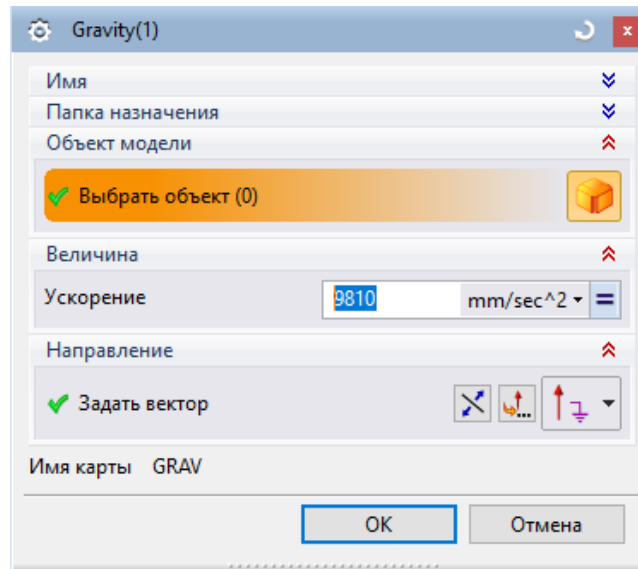 Gravity(1)
Имя
Папка назначения
Объект модели
Выбрать объект (0)
Величина
Ускорение 9810 mm/sec^2
Направление
Задать вектор
Имя карты GRAV
ОК Отмена